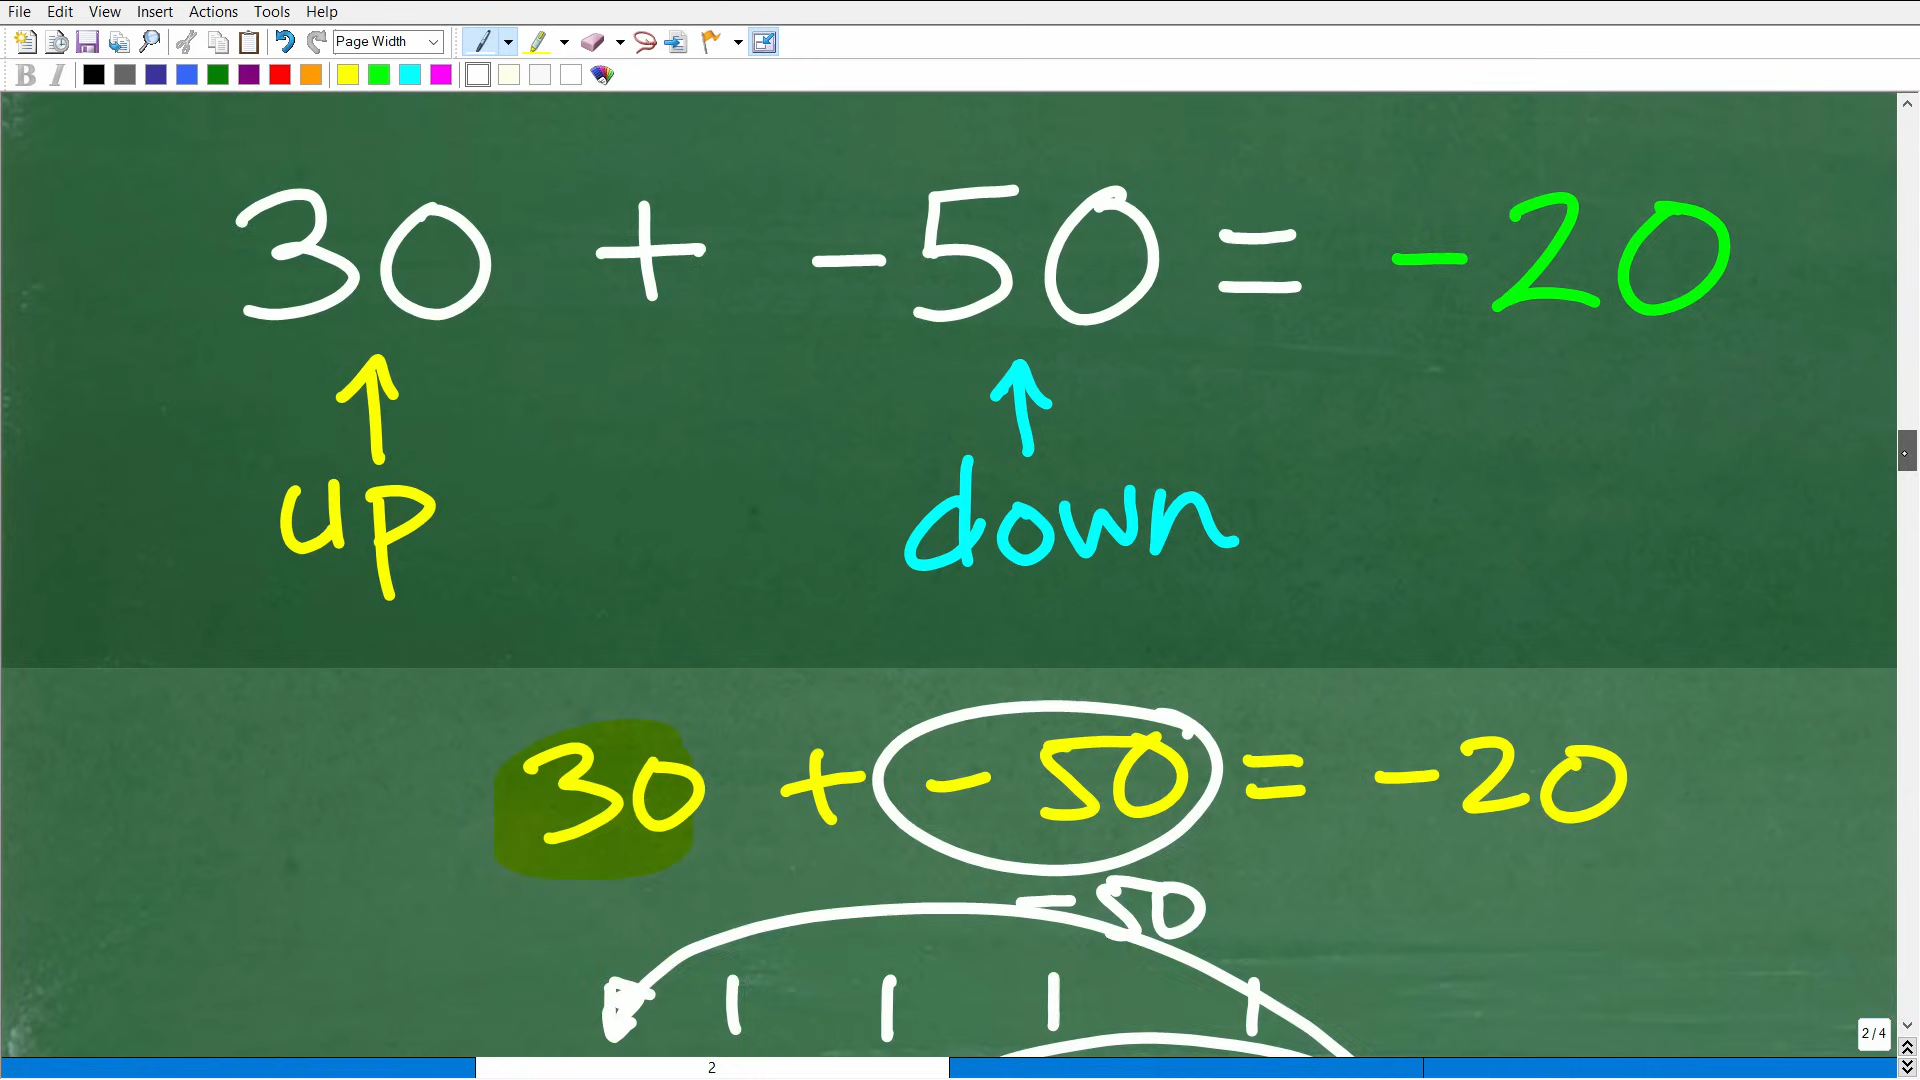 File Edit View Insert Actions Tools Help
Page Width
B I
30 + -50 = -20
up down
30 + -50 = -20
-50
2 / 4
2